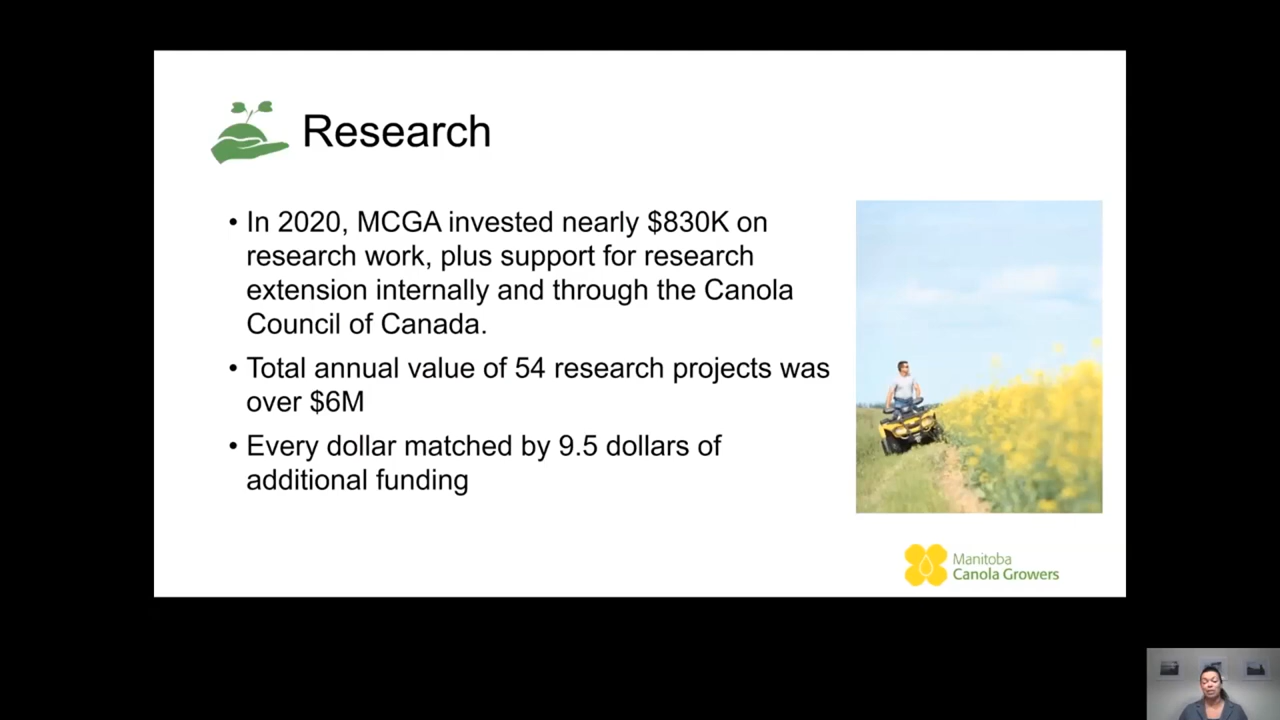 Research
• In 2020, MCGA invested nearly $830K on
research work, plus support for research
extension internally and through the Canola
Council of Canada.
• Total annual value of 54 research projects was
over $6M
• Every dollar matched by 9.5 dollars of
additional funding
Manitoba
Canola Growers